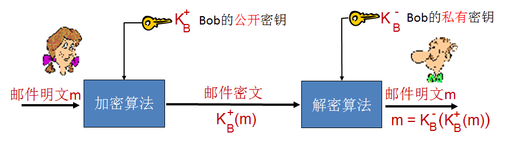 K_B^+ Bob的公开密钥
K_B^- Bob的私有密钥
邮件明文m
加密算法
邮件密文
K_B^+(m)
解密算法
邮件明文m
m = K_B^-(K_B^+(m))